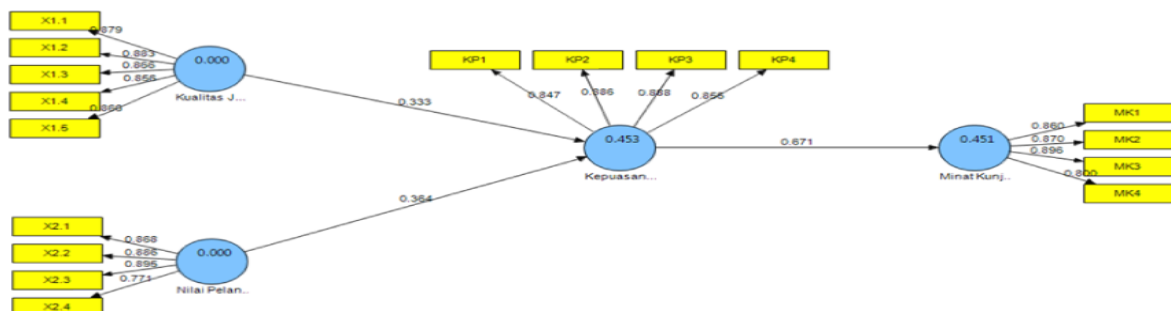 X1.1
0.879
X1.2
0.883
X1.3
0.866
X1.4
0.866
X1.5
0.868
0.000
Kualitas J...
0.333
KP1
KP2
KP3
KP4
0.847
0.886
0.888
0.855
0.453
Kepuasan...
0.671
0.451
Minat Kunj..
0.860
0.870
0.896
0.800
MK1
MK2
MK3
MK4
0.364
X2.1
0.868
X2.2
0.886
X2.3
0.895
X2.4
0.771
0.000
Nilai Pelan...